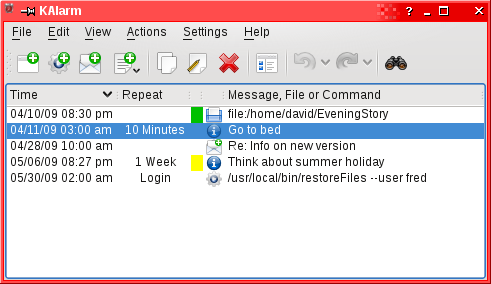 KAlarm
File Edit View Actions Settings Help
Time Repeat Message, File or Command
04/10/09 08:30 pm file:/home/david/EveningStory
04/11/09 03:00 am 10 Minutes Go to bed
04/28/09 10:00 am Re: Info on new version
05/06/09 08:27 pm 1 Week Think about summer holiday
05/30/09 02:00 am Login /usr/local/bin/restoreFiles --user fred